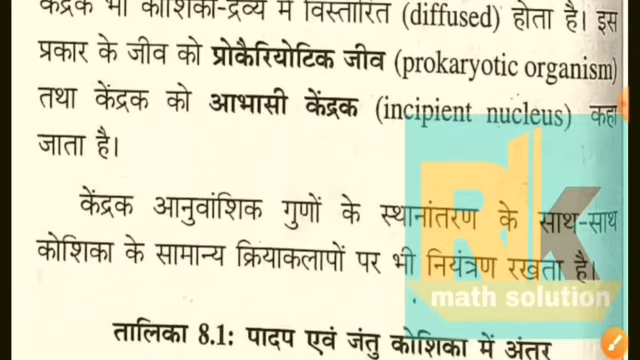 केंद्रक भी कोशिका-द्रव्य में विस्तारित (diffused) होता है। इस
प्रकार के जीव को प्रोकैरियोटिक जीव (prokaryotic organism)
तथा केंद्रक को आभासी केंद्रक (incipient nucleus) कहा
जाता है।
केंद्रक आनुवांशिक गुणों के स्थानांतरण के साथ-साथ
कोशिका के सामान्य क्रियाकलापों पर भी नियंत्रण रखता है।
RK
math solution
तालिका 8.1: पादप एवं जंतु कोशिका में अंतर